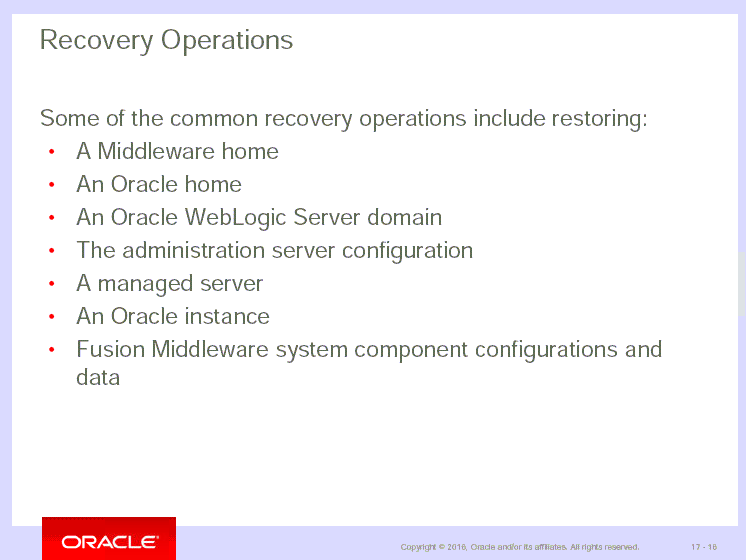 Recovery Operations
Some of the common recovery operations include restoring:
• A Middleware home
• An Oracle home
• An Oracle WebLogic Server domain
• The administration server configuration
• A managed server
• An Oracle instance
• Fusion Middleware system component configurations and
data
ORACLE
Copyright © 2016, Oracle and/or its affiliates. All rights reserved.
17 - 16